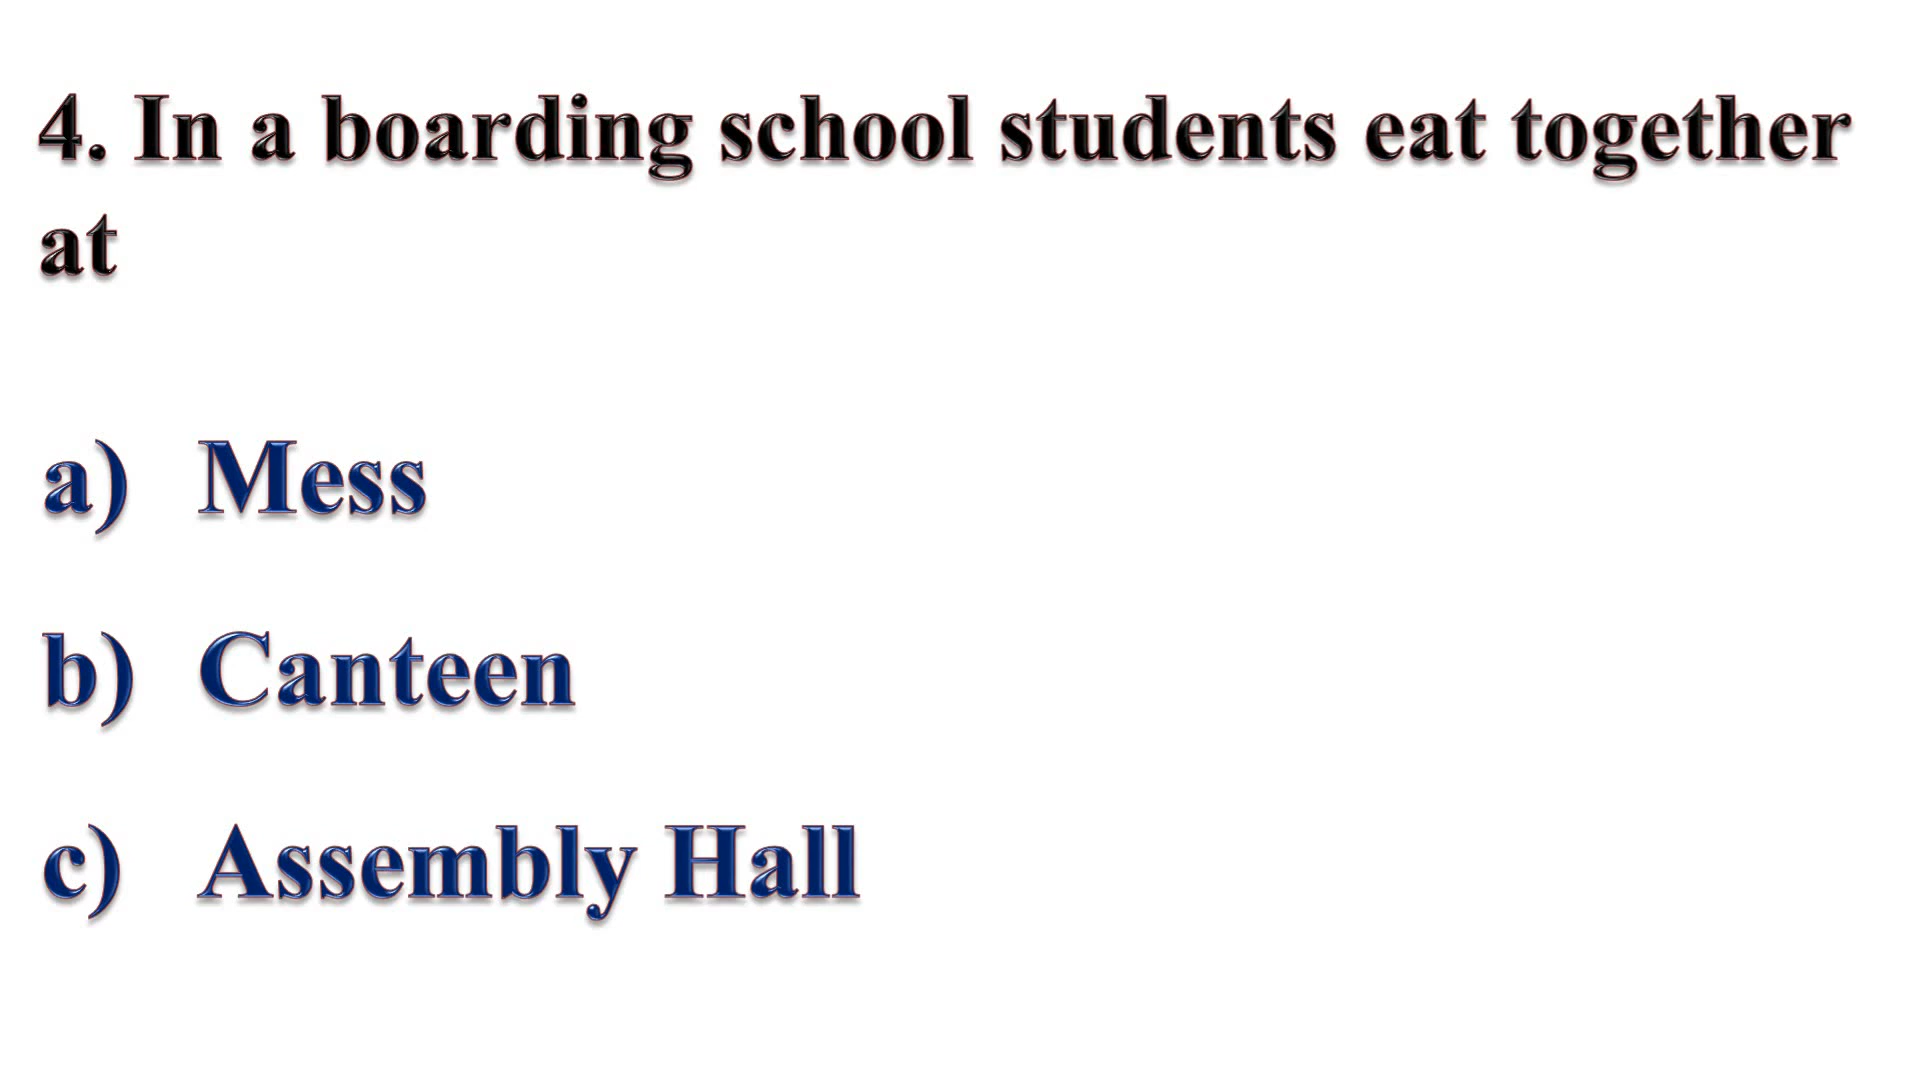 4. In a boarding school students eat together
at
a) Mess
b) Canteen
c) Assembly Hall